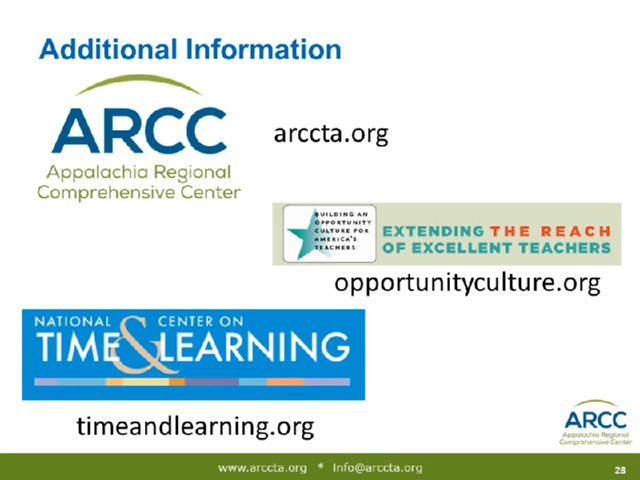 Additional Information
ARCC
Appalachia Regional
Comprehensive Center
arccta.org
BUILDING AN
OPPORTUNITY
CULTURE FOR
AMERICA'S
TEACHERS
EXTENDING THE REACH
OF EXCELLENT TEACHERS
opportunityculture.org
NATIONAL CENTER ON
TIME & LEARNING
timeandlearning.org
ARCC
Appalachia Regional
Comprehensive Center
www.arccta.org * Info@arccta.org
28